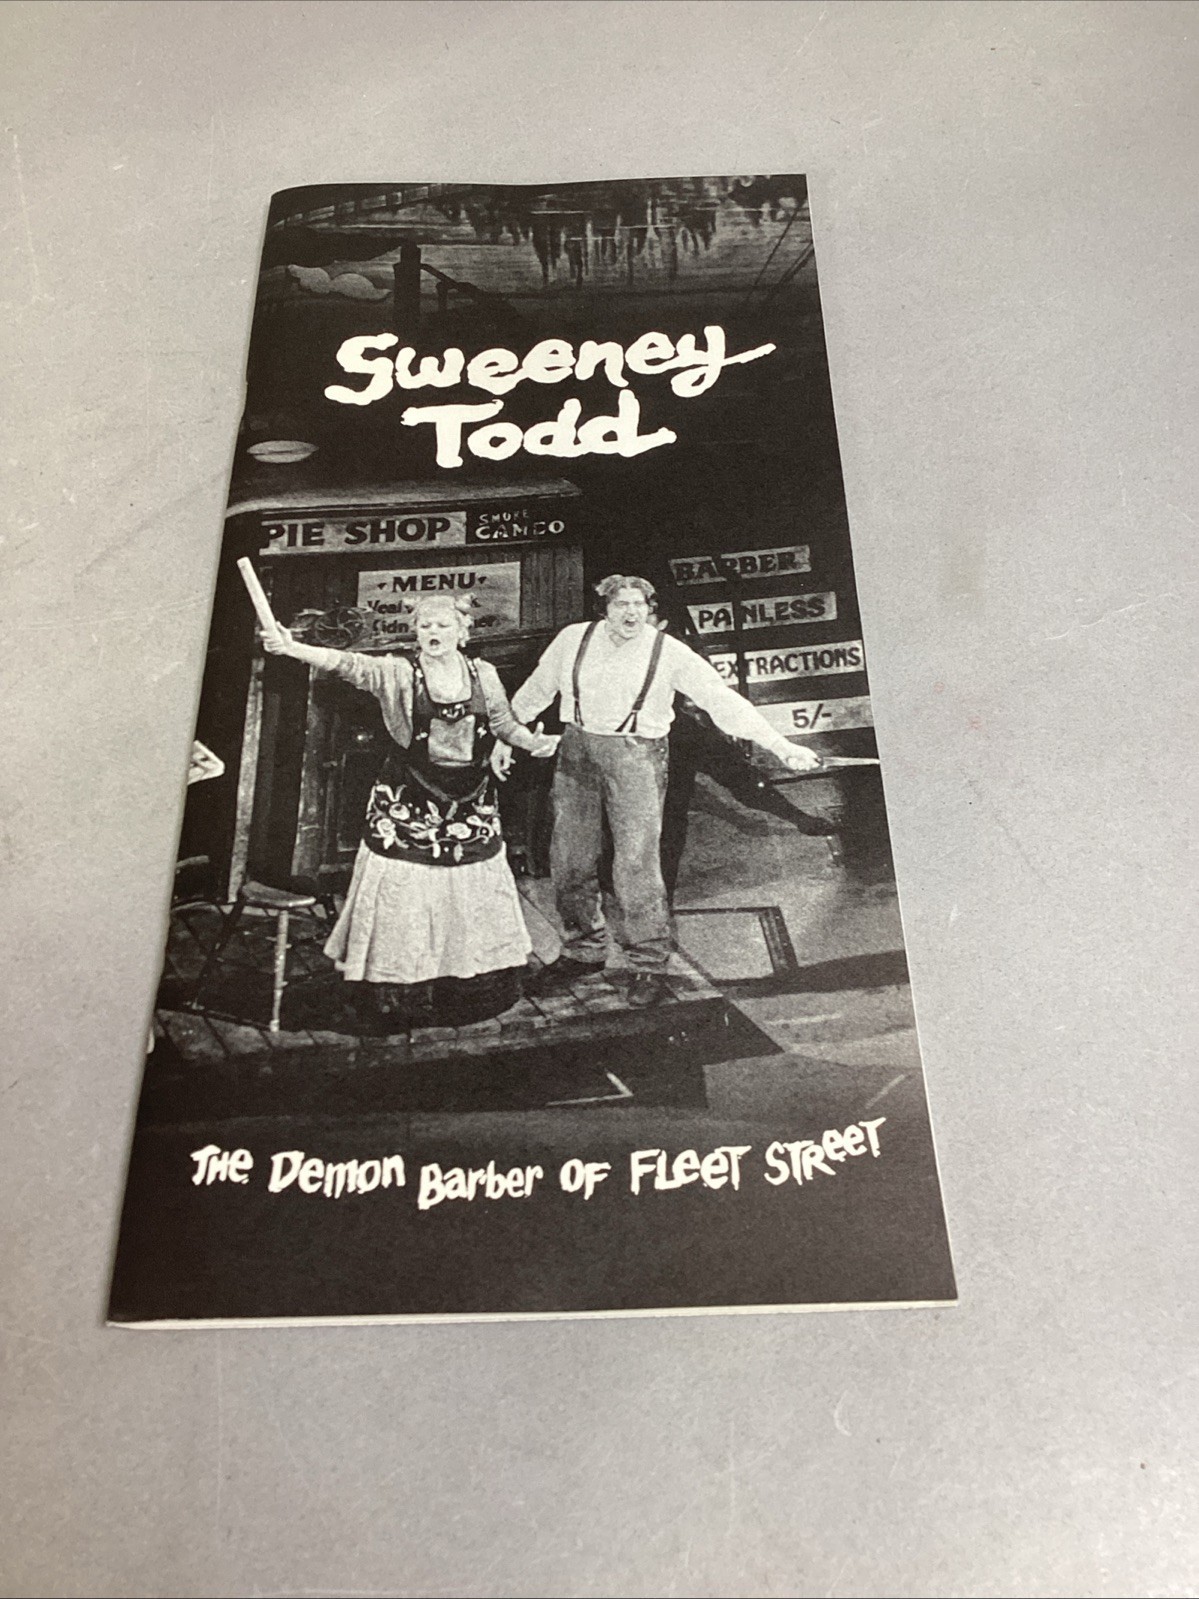 Sweeney
Todd
PIE SHOP
SMOKE
CAMEO
MENU
BARBER
PAINLESS
EXTRACTIONS
5/-
THE DEMON BARBER OF FLEET STREET